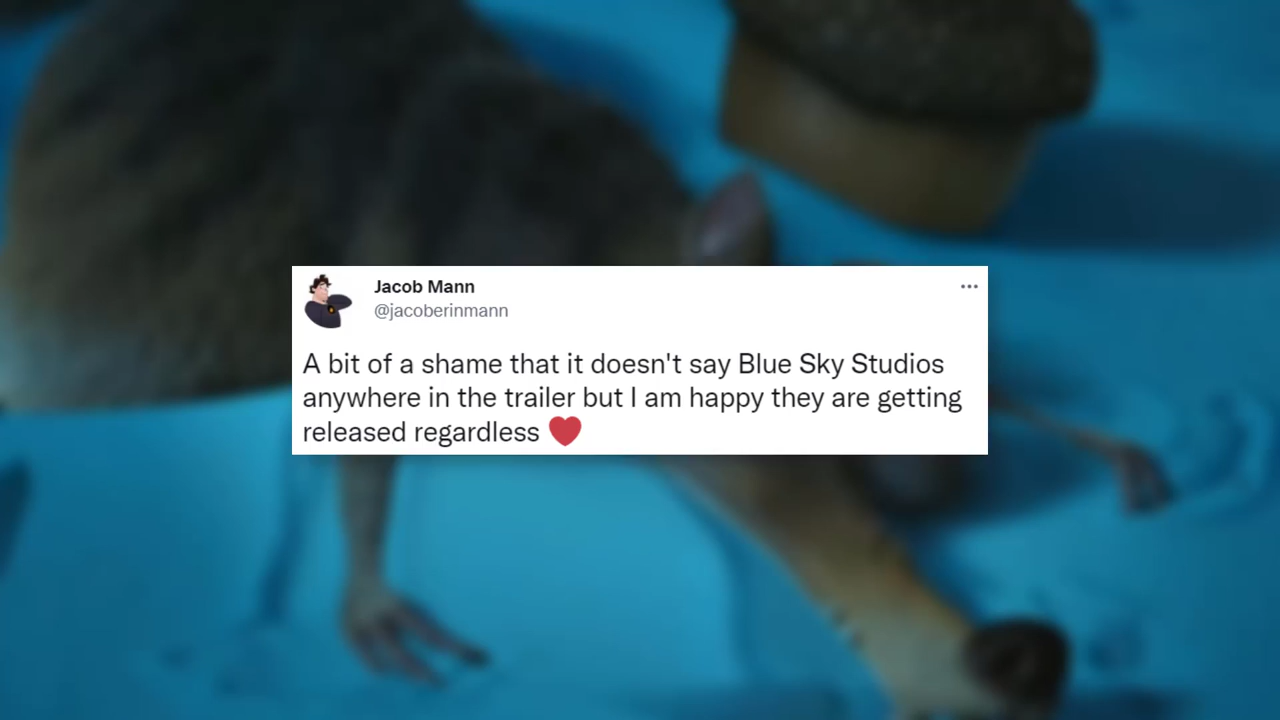 Jacob Mann
@jacoberinmann
A bit of a shame that it doesn't say Blue Sky Studios
anywhere in the trailer but I am happy they are getting
released regardless ❤